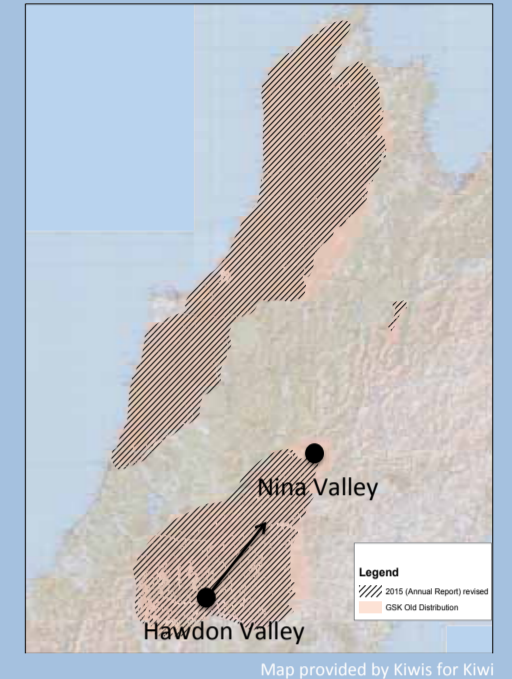 Nina Valley
Legend
2015 (Annual Report) revised
GSK Old Distribution
Hawdon Valley
Map provided by Kiwis for Kiwi